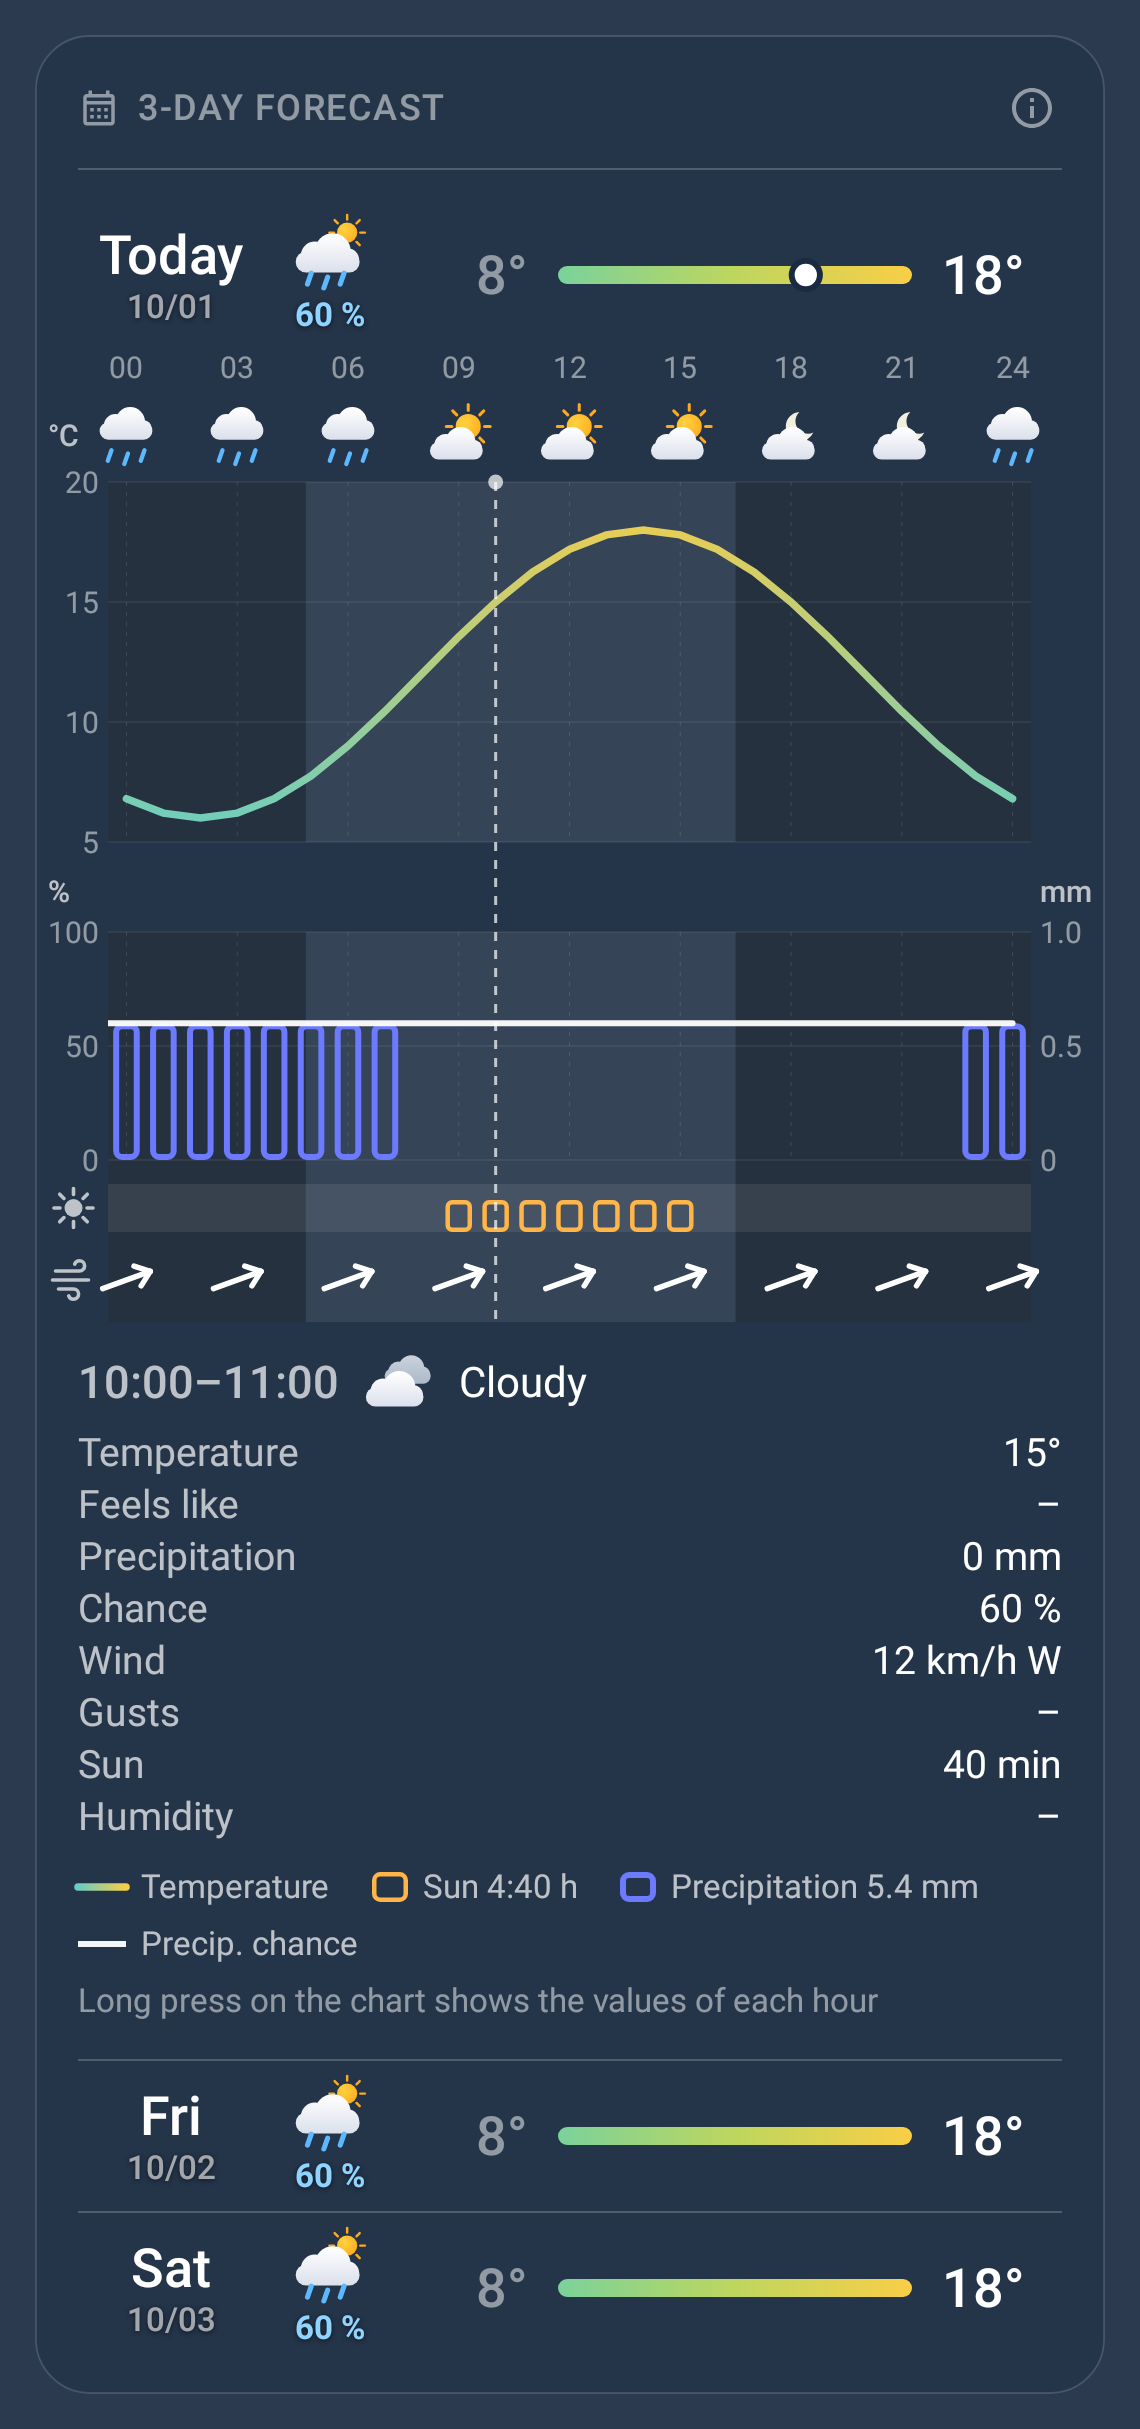 3-DAY FORECAST
Today
10/01
60 %
8°
18°
00 03 06 09 12 15 18 21 24
°C
20
15
10
5
%
mm
100
1.0
50
0.5
0
0
10:00–11:00 Cloudy
Temperature 15°
Feels like –
Precipitation 0 mm
Chance 60 %
Wind 12 km/h W
Gusts –
Sun 40 min
Humidity –
Temperature Sun 4:40 h Precipitation 5.4 mm
Precip. chance
Long press on the chart shows the values of each hour
Fri
10/02
60 %
8°
18°
Sat
10/03
60 %
8°
18°